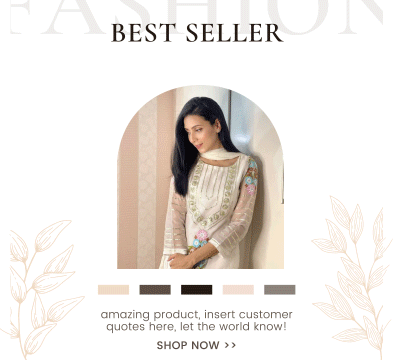 FASHION
BEST SELLER
amazing product, insert customer
quotes here, let the world know!
SHOP NOW >>